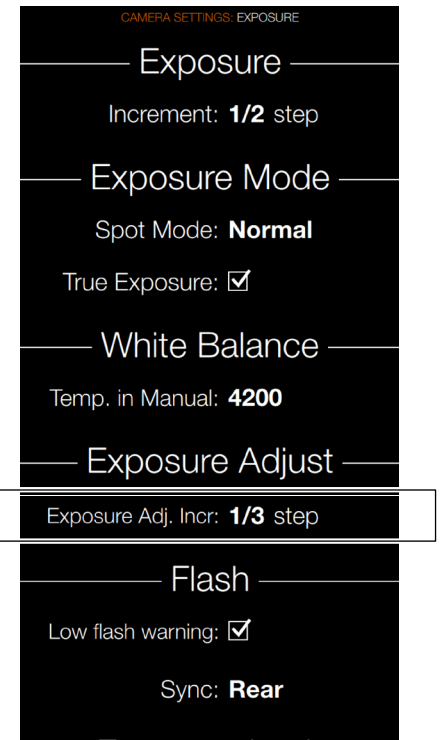 CAMERA SETTINGS: EXPOSURE
Exposure
Increment: 1/2 step
Exposure Mode
Spot Mode: Normal
True Exposure:
White Balance
Temp. in Manual: 4200
Exposure Adjust
Exposure Adj. Incr: 1/3 step
Flash
Low flash warning:
Sync: Rear